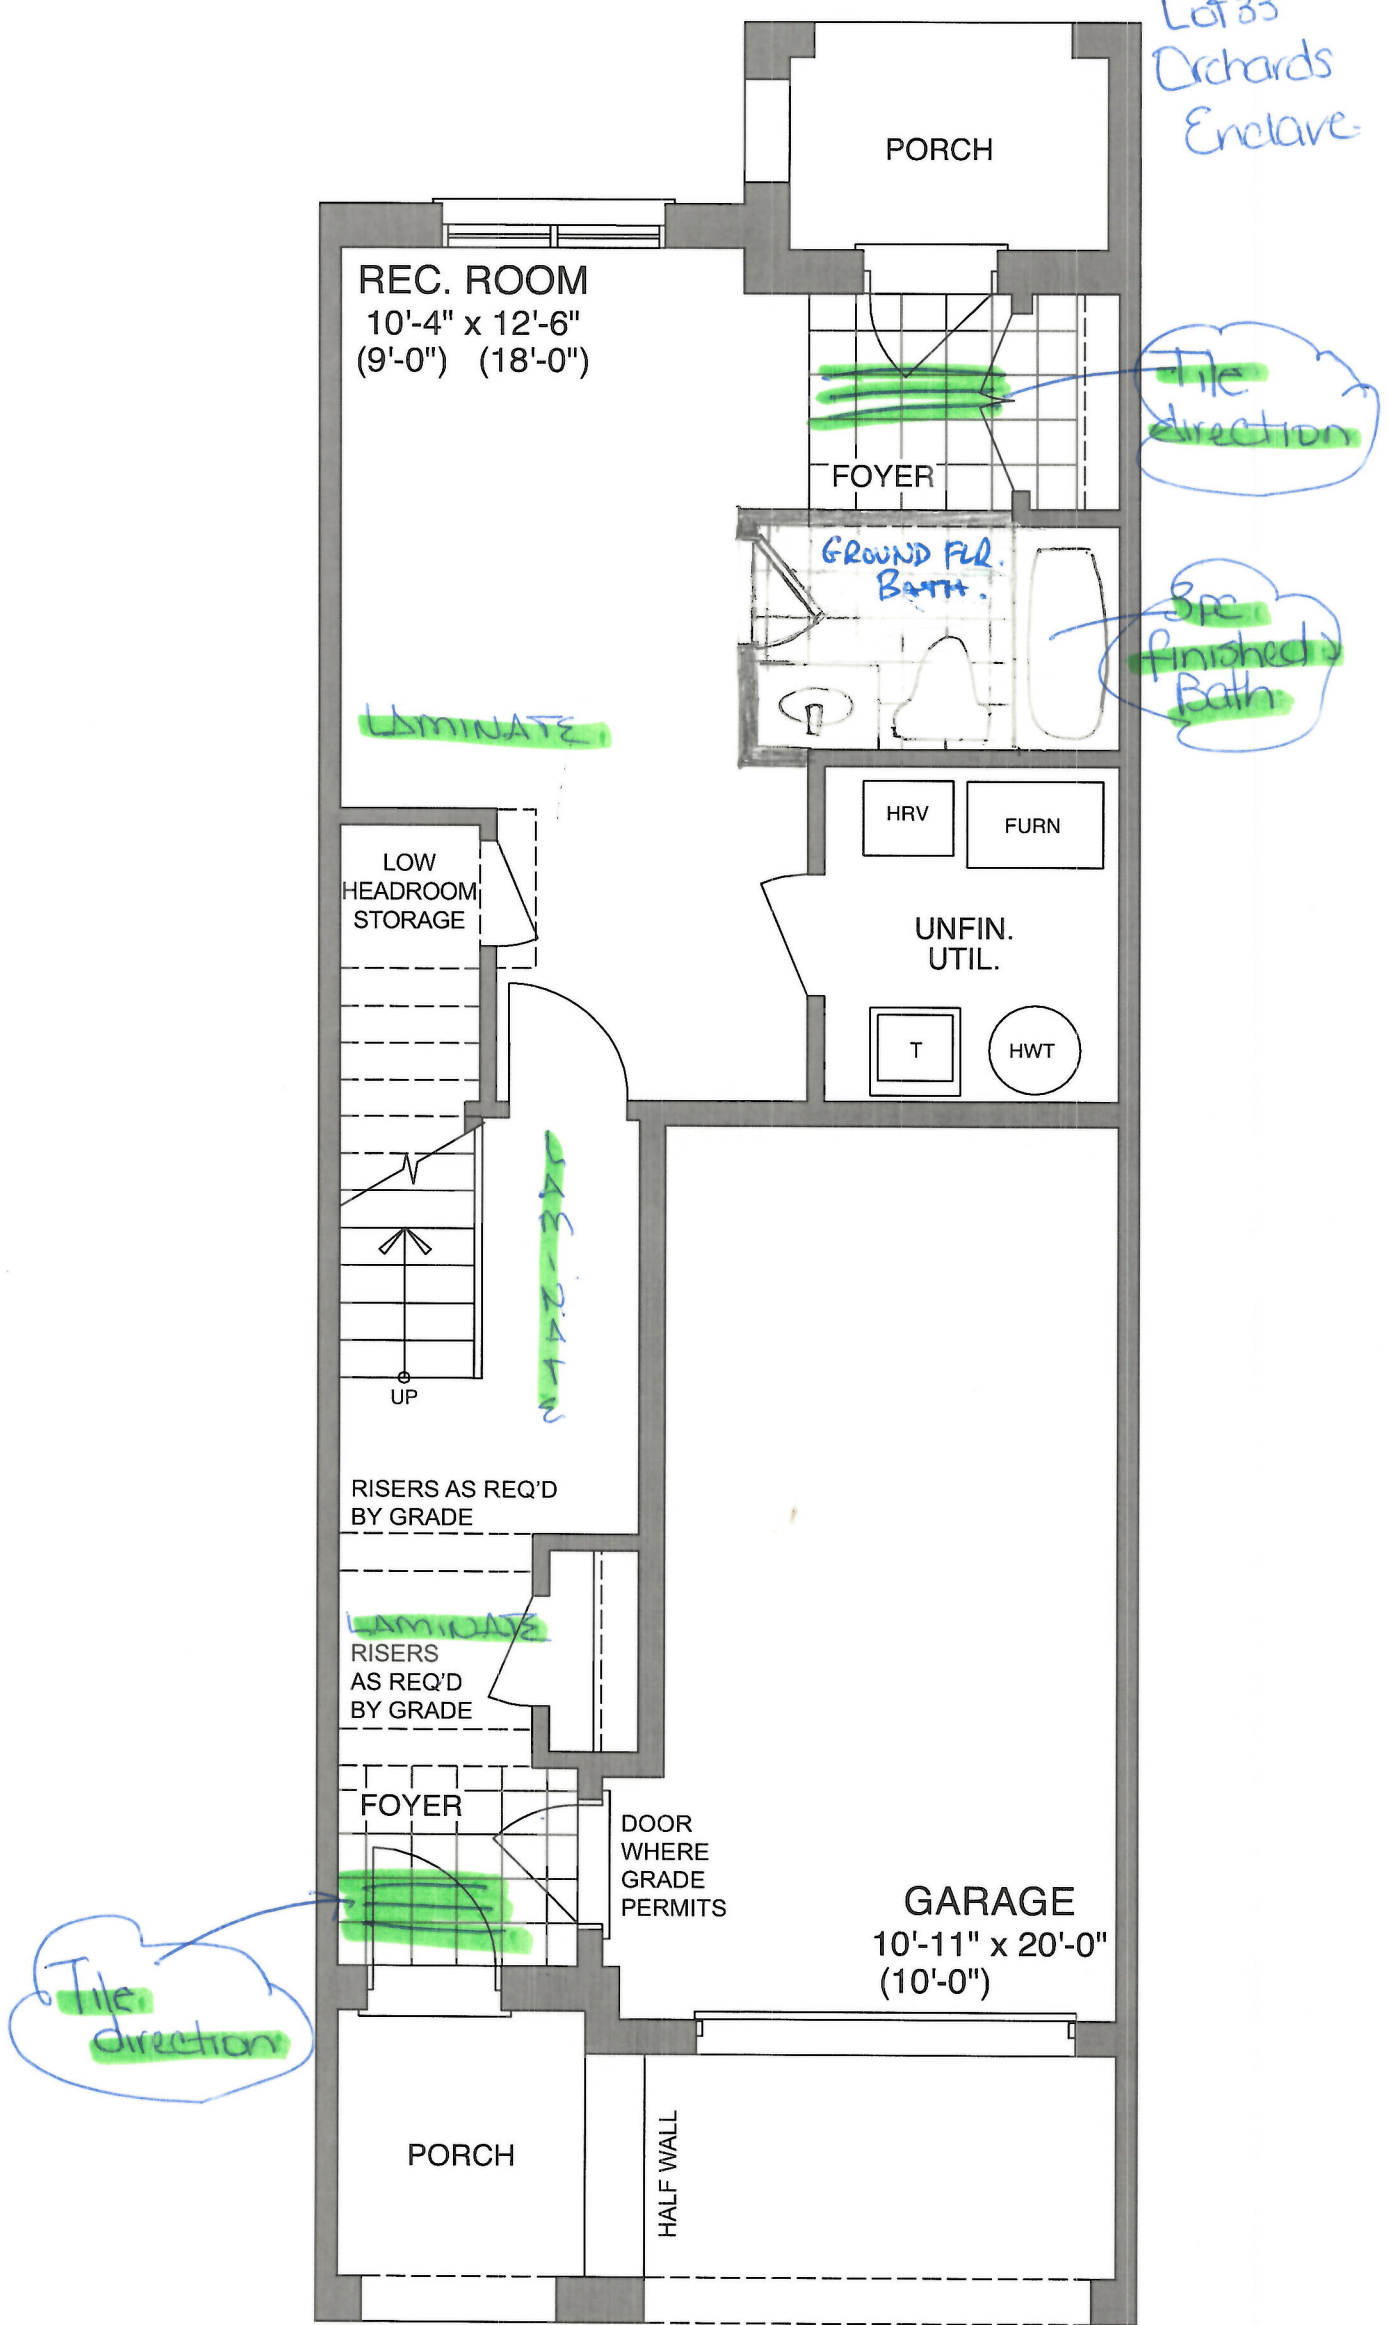 Lot 33
Orchards
Enclave
PORCH
REC. ROOM
10'-4" x 12'-6"
(9'-0") (18'-0")
Tile
direction
FOYER
GROUND FLR.
BATH.
3pc
finished
Bath
LAMINATE
HRV
FURN
LOW
HEADROOM
STORAGE
UNFIN.
UTIL.
T
HWT
LAMINATE
UP
RISERS AS REQ'D
BY GRADE
LAMINATE
RISERS
AS REQ'D
BY GRADE
FOYER
DOOR
WHERE
GRADE
PERMITS
GARAGE
10'-11" x 20'-0"
(10'-0")
Tile
direction
PORCH
HALF WALL